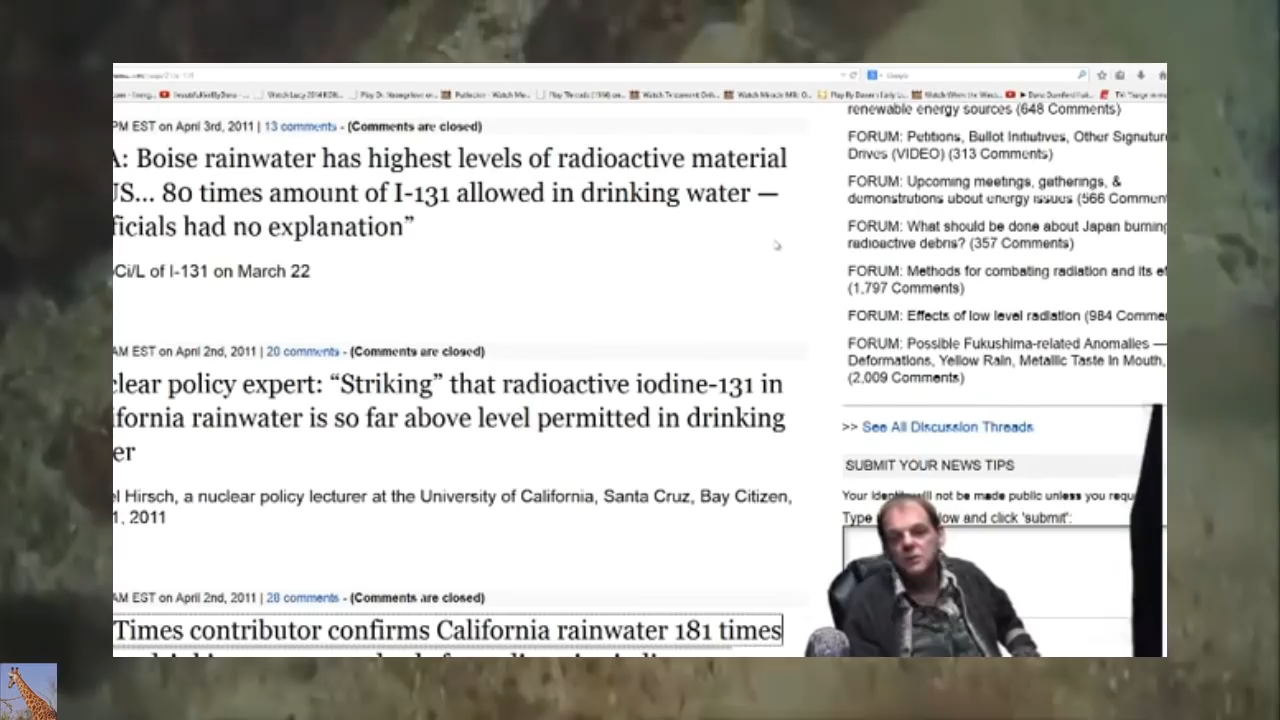 PM EST on April 3rd, 2011 | 13 comments - (Comments are closed)
A: Boise rainwater has highest levels of radioactive material
US... 80 times amount of I-131 allowed in drinking water —
ficials had no explanation”
Ci/L of I-131 on March 22
AM EST on April 2nd, 2011 | 20 comments - (Comments are closed)
clear policy expert: “Striking” that radioactive iodine-131 in
ifornia rainwater is so far above level permitted in drinking
er
el Hirsch, a nuclear policy lecturer at the University of California, Santa Cruz, Bay Citizen,
1, 2011
AM EST on April 2nd, 2011 | 28 comments - (Comments are closed)
Times contributor confirms California rainwater 181 times
renewable energy sources (648 Comments)
FORUM: Petitions, Ballot Initiatives, Other Signature
Drives (VIDEO) (313 Comments)
FORUM: Upcoming meetings, gatherings, &
demonstrations about energy issues (566 Comment
FORUM: What should be done about Japan burning
radioactive debris? (357 Comments)
FORUM: Methods for combating radiation and its ef
(1,797 Comments)
FORUM: Effects of low level radiation (984 Comme
FORUM: Possible Fukushima-related Anomalies —
Deformations, Yellow Rain, Metallic Taste In Mouth,
(2,009 Comments)
>> See All Discussion Threads
SUBMIT YOUR NEWS TIPS
Your identity will not be made public unless you requ
Type low and click 'submit':